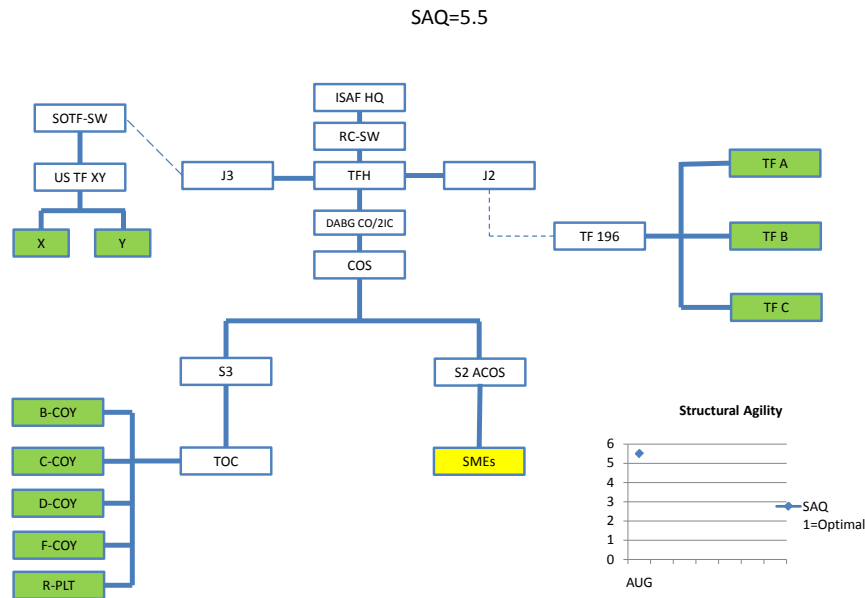 SAQ=5.5
ISAF HQ
SOTF-SW
RC-SW
US TF XY
J3
TFH
J2
TF A
X
Y
DABG CO/2IC
TF 196
TF B
COS
TF C
S3
S2 ACOS
B-COY
C-COY
TOC
SMEs
D-COY
F-COY
R-PLT
Structural Agility
6
5
4
3
2
1
0
AUG
SAQ
1=Optimal